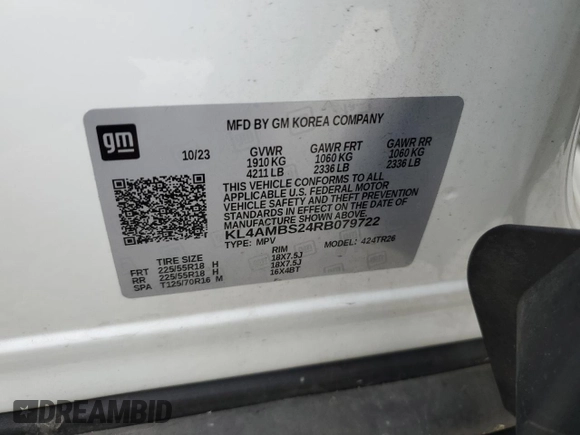 gm
MFD BY GM KOREA COMPANY
10/23 GVWR GAWR FRT GAWR RR
1910 KG 1060 KG 1060 KG
4211 LB 2336 LB 2336 LB
THIS VEHICLE CONFORMS TO ALL
APPLICABLE U.S. FEDERAL MOTOR
VEHICLE SAFETY AND THEFT PREVENTION
STANDARDS IN EFFECT ON THE DATE OF
MANUFACTURE SHOWN ABOVE.
KL4AMBS24RB079722
TYPE: MPV MODEL: 424TR26
TIRE SIZE RIM
FRT 225/55R18 H 18X7.5J
RR 225/55R18 H 18X7.5J
SPA T125/70R16 M 16X4BT
DREAMBID